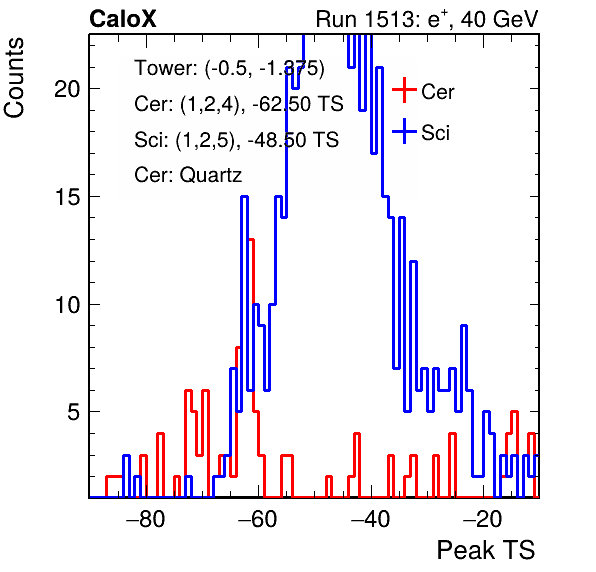 CaloX Run 1513: e+, 40 GeV
Counts
Tower: (-0.5, -1.375)
Cer: (1,2,4), -62.50 TS
Sci: (1,2,5), -48.50 TS
Cer: Quartz
Cer
Sci
20
15
10
5
−80 −60 −40 −20
Peak TS